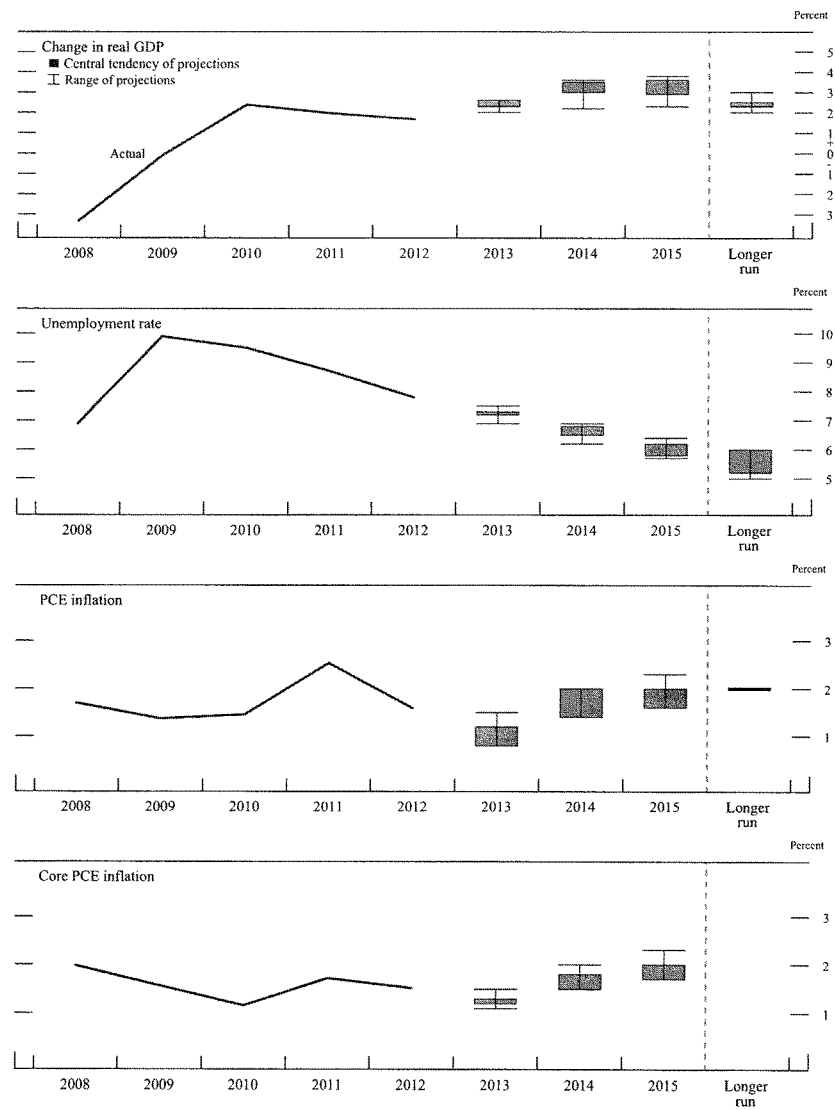 Percent
Change in real GDP
Central tendency of projections
Range of projections
Actual
5
4
3
2
1
+
0
-
1
2
3
2008 2009 2010 2011 2012 2013 2014 2015 Longer
run
Percent
Unemployment rate
10
9
8
7
6
5
2008 2009 2010 2011 2012 2013 2014 2015 Longer
run
Percent
PCE inflation
3
2
1
2008 2009 2010 2011 2012 2013 2014 2015 Longer
run
Percent
Core PCE inflation
3
2
1
2008 2009 2010 2011 2012 2013 2014 2015 Longer
run